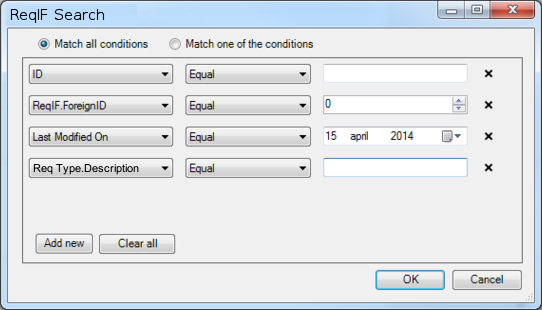 ReqIF Search
Match all conditions Match one of the conditions
ID Equal
ReqIF.ForeignID Equal 0
Last Modified On Equal 15 april 2014
Req Type.Description Equal
Add new Clear all
OK Cancel